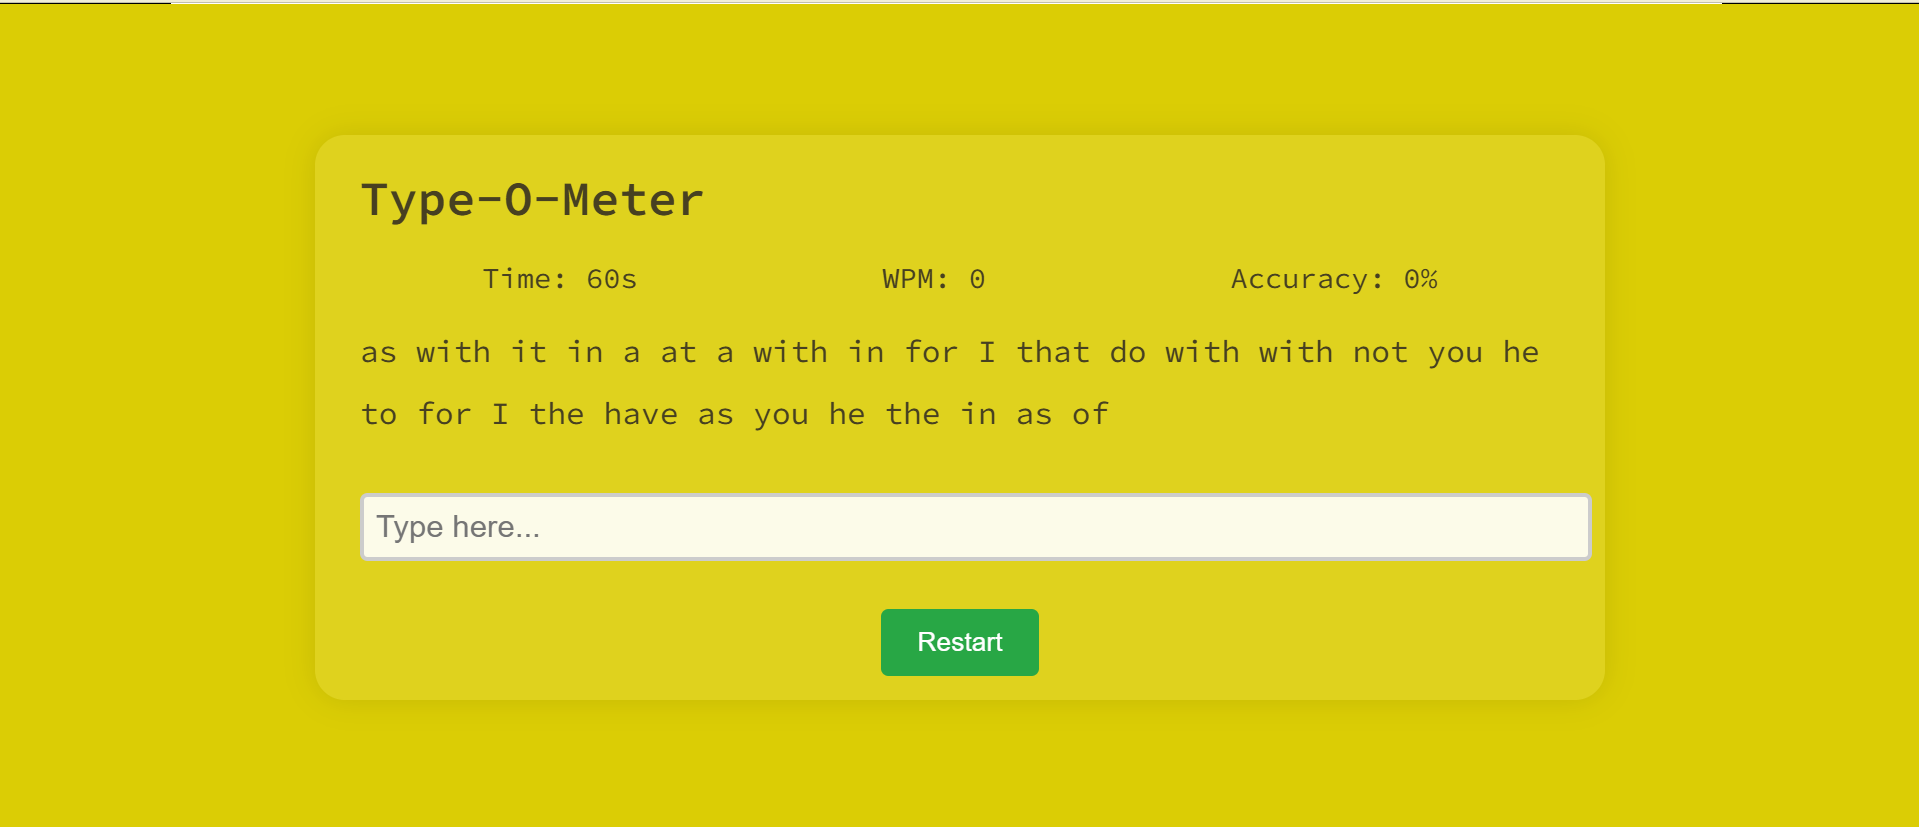 Type-O-Meter
Time: 60s WPM: 0 Accuracy: 0%
as with it in a at a with in for I that do with with not you he
to for I the have as you he the in as of
Type here...
Restart